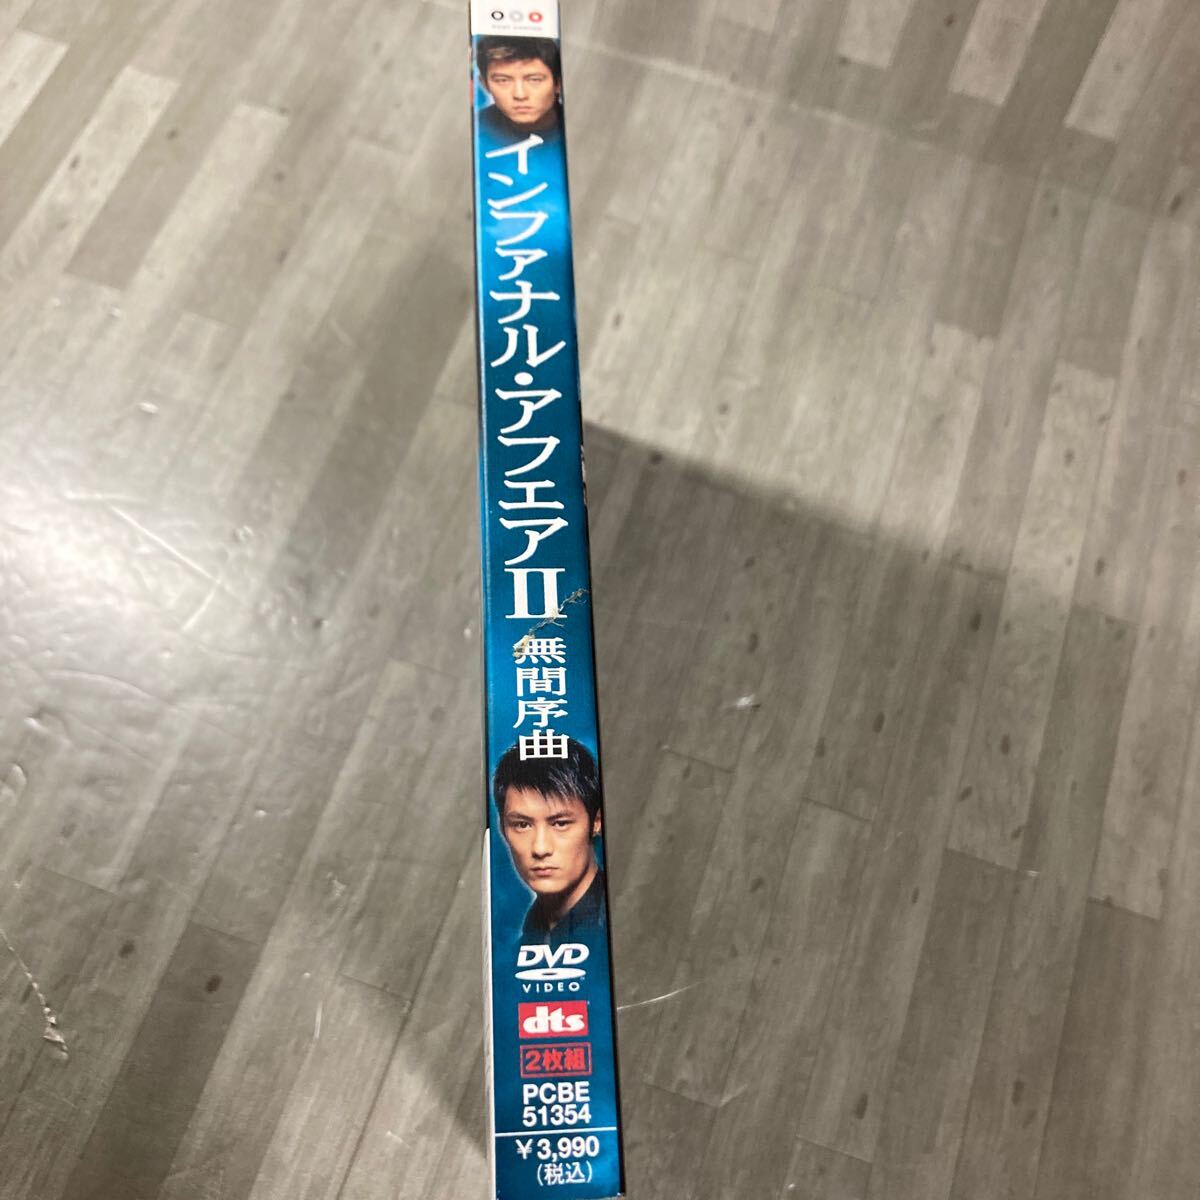 インファナル・アフェアII
無間序曲
DVD
VIDEO
dts
2枚組
PCBE
51354
¥3,990
(税込)